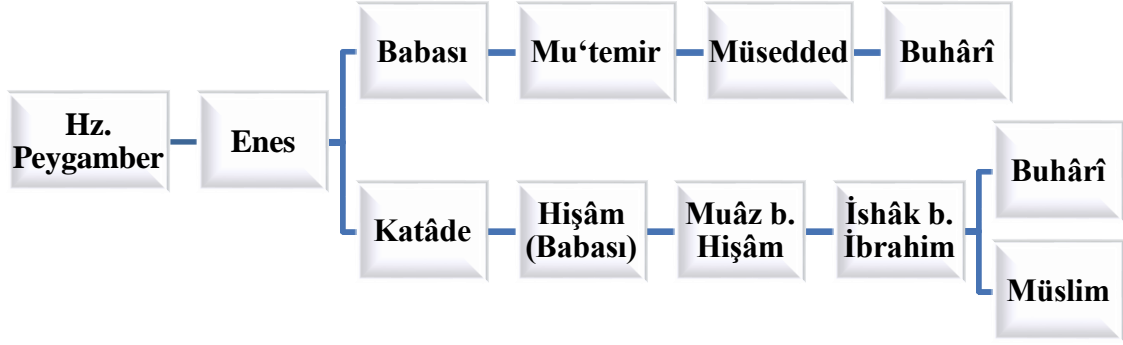 Hz.
Peygamber
Enes
Babası
Mu‘temir
Müsedded
Buhârî
Katâde
Hişâm
(Babası)
Muâz b.
Hişâm
İshâk b.
İbrahim
Buhârî
Müslim